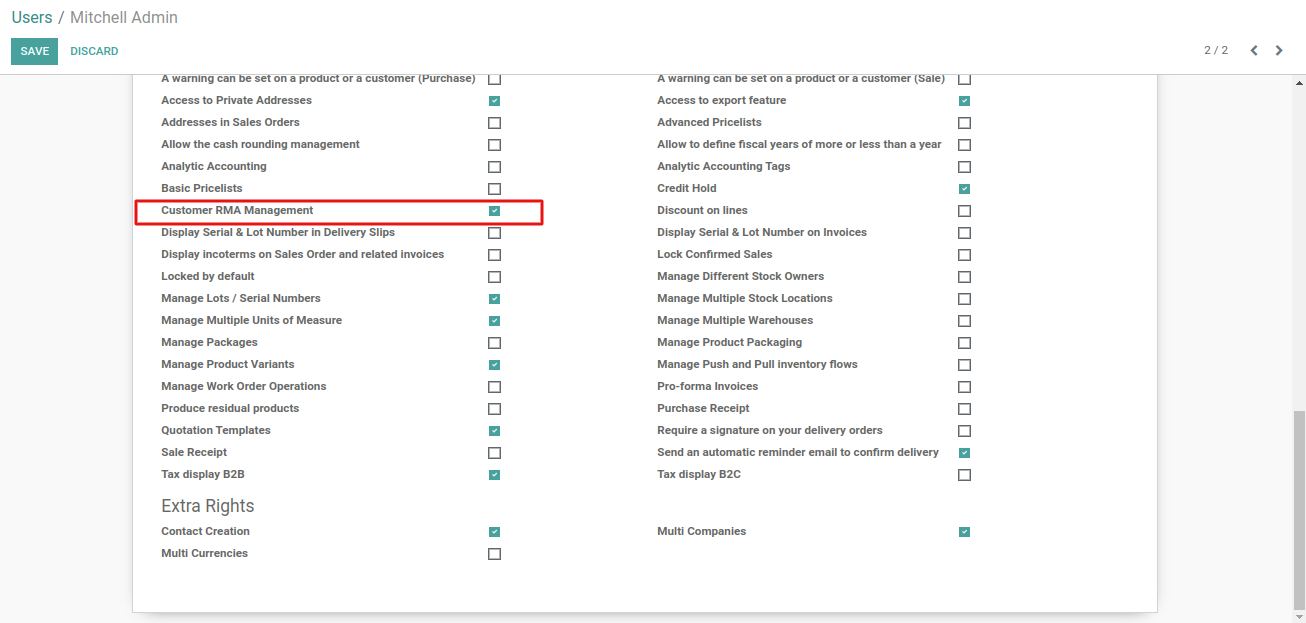 Users / Mitchell Admin
SAVE DISCARD 2 / 2
A warning can be set on a product or a customer (Purchase) A warning can be set on a product or a customer (Sale)
Access to Private Addresses Access to export feature
Addresses in Sales Orders Advanced Pricelists
Allow the cash rounding management Allow to define fiscal years of more or less than a year
Analytic Accounting Analytic Accounting Tags
Basic Pricelists Credit Hold
Customer RMA Management Discount on lines
Display Serial & Lot Number in Delivery Slips Display Serial & Lot Number on Invoices
Display incoterms on Sales Order and related invoices Lock Confirmed Sales
Locked by default Manage Different Stock Owners
Manage Lots / Serial Numbers Manage Multiple Stock Locations
Manage Multiple Units of Measure Manage Multiple Warehouses
Manage Packages Manage Product Packaging
Manage Product Variants Manage Push and Pull inventory flows
Manage Work Order Operations Pro-forma Invoices
Produce residual products Purchase Receipt
Quotation Templates Require a signature on your delivery orders
Sale Receipt Send an automatic reminder email to confirm delivery
Tax display B2B Tax display B2C
Extra Rights
Contact Creation Multi Companies
Multi Currencies